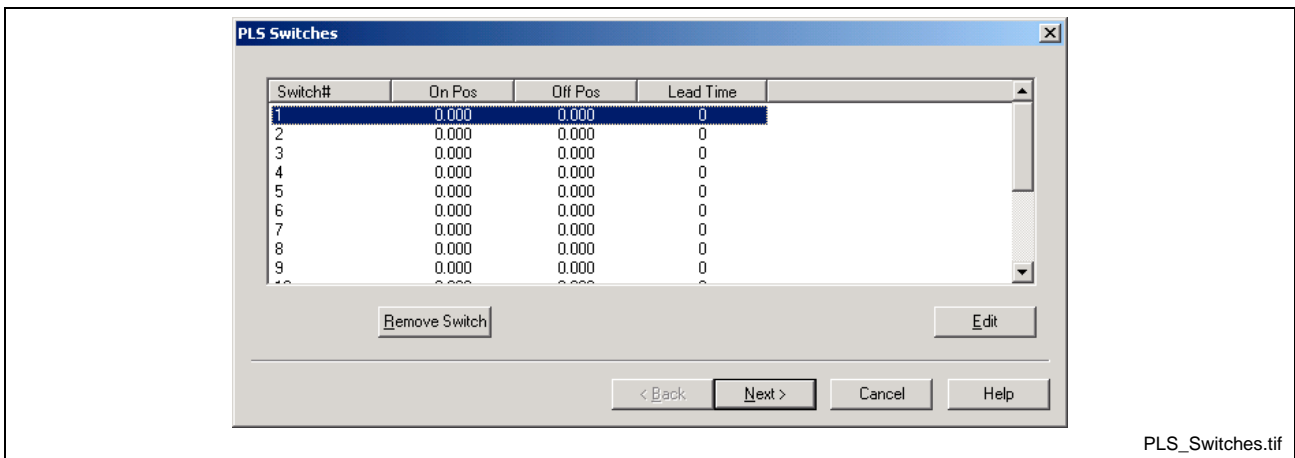 PLS Switches
Switch# On Pos Off Pos Lead Time
1 0.000 0.000 0
2 0.000 0.000 0
3 0.000 0.000 0
4 0.000 0.000 0
5 0.000 0.000 0
6 0.000 0.000 0
7 0.000 0.000 0
8 0.000 0.000 0
9 0.000 0.000 0
Remove Switch Edit
< Back Next > Cancel Help
PLS_Switches.tif